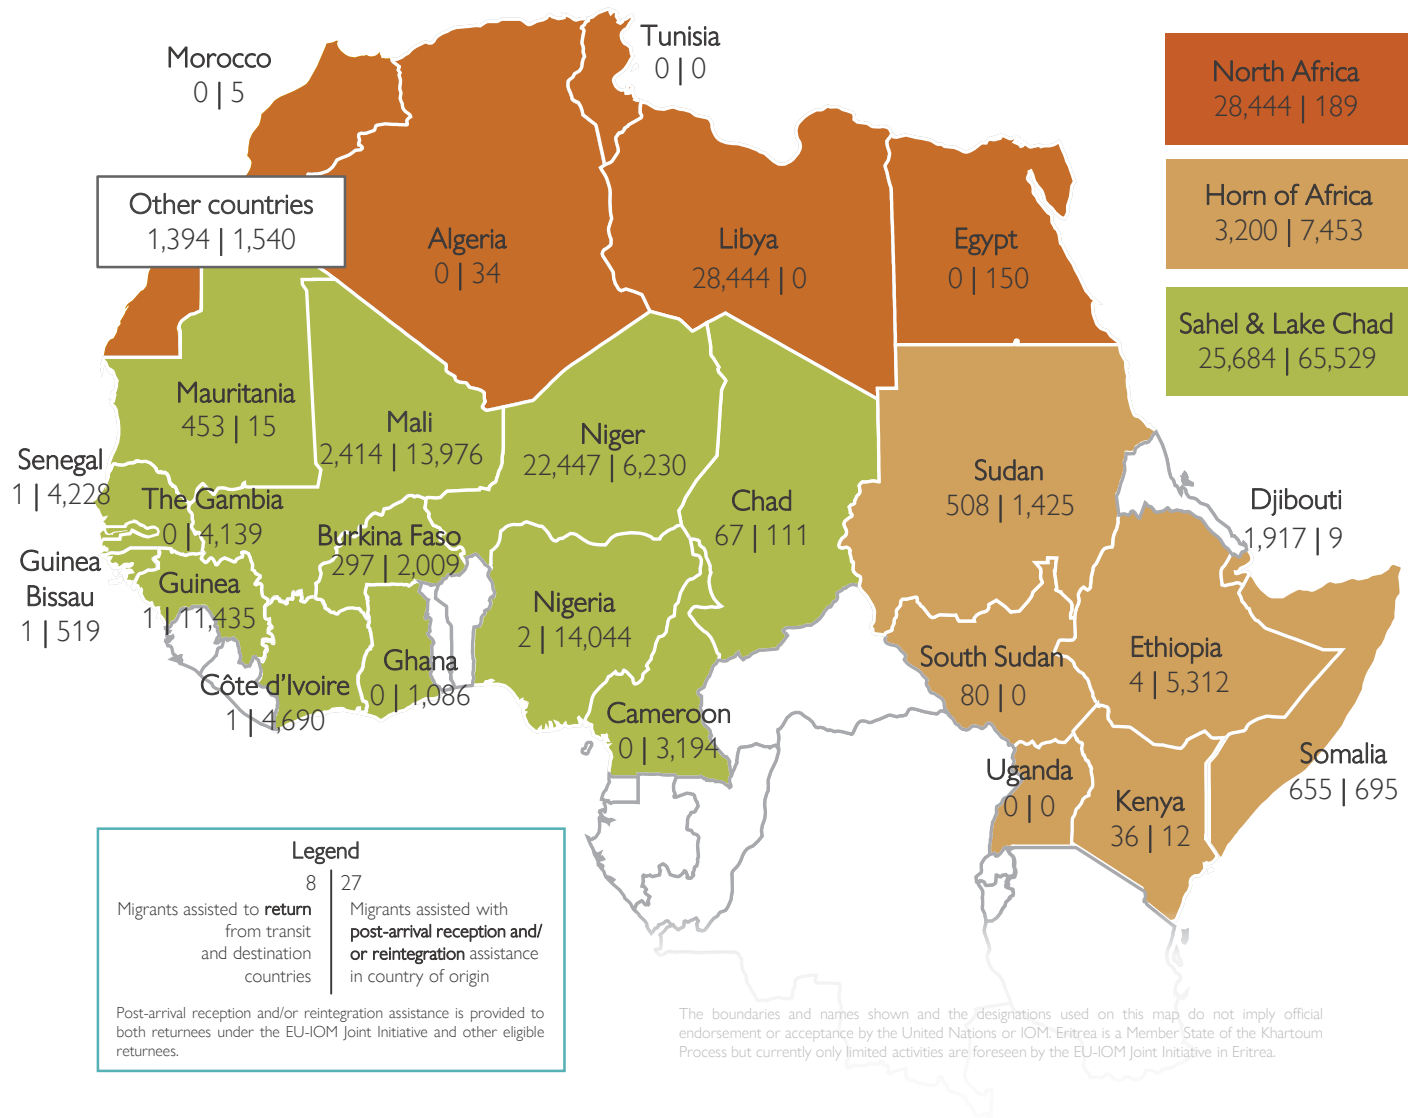 Morocco
0 | 5
Tunisia
0 | 0
North Africa
28,444 | 189
Horn of Africa
3,200 | 7,453
Sahel & Lake Chad
25,684 | 65,529
Other countries
1,394 | 1,540
Algeria
0 | 34
Libya
28,444 | 0
Egypt
0 | 150
Mauritania
453 | 15
Mali
2,414 | 13,976
Niger
22,447 | 6,230
Chad
67 | 111
Sudan
508 | 1,425
Djibouti
1,917 | 9
Senegal
1 | 4,228
The Gambia
0 | 4,139
Burkina Faso
297 | 2,009
Guinea
Bissau
1 | 519
Guinea
1 | 11,435
Nigeria
2 | 14,044
Côte d’Ivoire
1 | 4,690
Ghana
0 | 1,086
Cameroon
0 | 3,194
South Sudan
80 | 0
Ethiopia
4 | 5,312
Uganda
0 | 0
Kenya
36 | 12
Somalia
655 | 695
Legend
8 | 27
Migrants assisted to return
from transit
and destination
countries
Migrants assisted with
post-arrival reception and/
or reintegration assistance
in country of origin
Post-arrival reception and/or reintegration assistance is provided to
both returnees under the EU-IOM Joint Initiative and other eligible
returnees.
The boundaries and names shown and the designations used on this map do not imply official
endorsement or acceptance by the United Nations or IOM. Eritrea is a Member State of the Khartoum
Process but currently only limited activities are foreseen by the EU-IOM Joint Initiative in Eritrea.